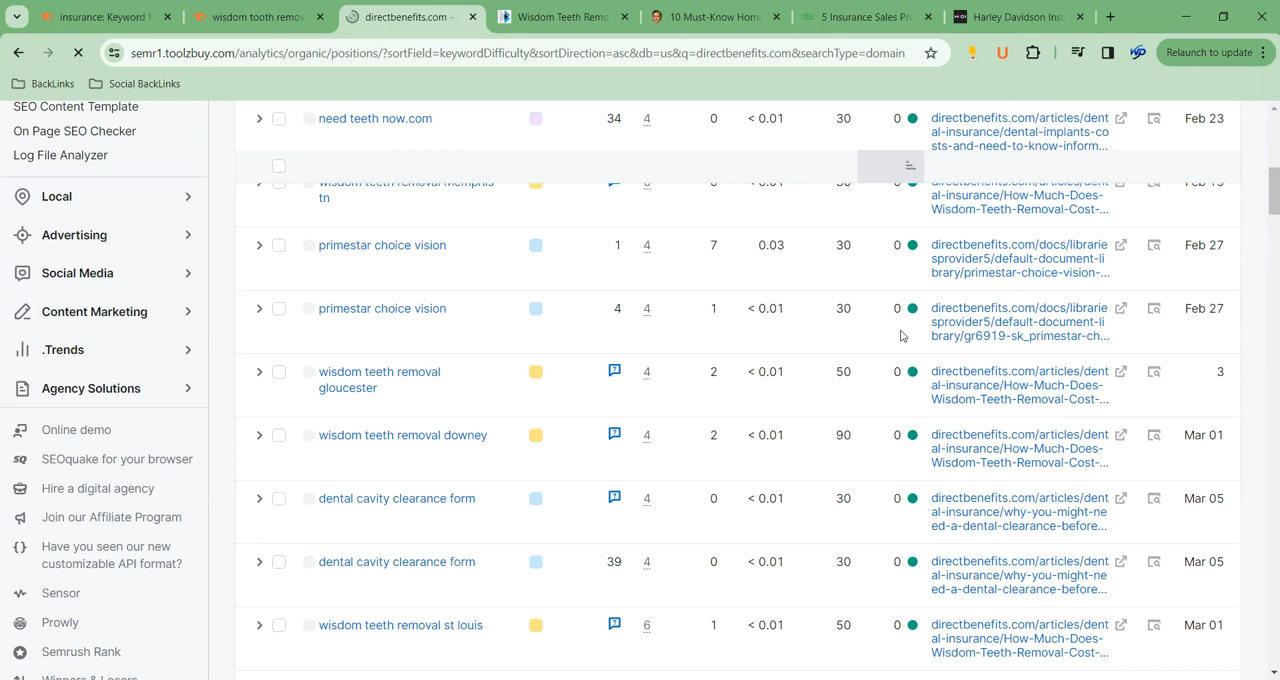 insurance: Keyword M
wisdom tooth remov
directbenefits.com -
Wisdom Teeth Remo
10 Must-Know Home
5 Insurance Sales Pr
Harley Davidson Ins
semr1.toolzbuy.com/analytics/organic/positions/?sortField=keywordDifficulty&sortDirection=asc&db=us&q=directbenefits.com&searchType=domain
Relaunch to update
BackLinks
Social BackLinks
SEO Content Template
On Page SEO Checker
Log File Analyzer
Local
Advertising
Social Media
Content Marketing
.Trends
Agency Solutions
Online demo
SEOquake for your browser
Hire a digital agency
Join our Affiliate Program
Have you seen our new
customizable API format?
Sensor
Prowly
Semrush Rank
Winners & Losers
need teeth now.com 34 4 0 < 0.01 30 0 directbenefits.com/articles/dent Feb 23
al-insurance/dental-implants-co
sts-and-need-to-know-inform...
wisdom teeth removal memphis
tn
al-insurance/How-Much-Does-
Wisdom-Teeth-Removal-Cost-...
primestar choice vision 1 4 7 0.03 30 0 directbenefits.com/docs/librarie Feb 27
sprovider5/default-document-li
brary/primestar-choice-vision-...
primestar choice vision 4 4 1 < 0.01 30 0 directbenefits.com/docs/librarie Feb 27
sprovider5/default-document-li
brary/gr6919-sk_primestar-ch...
wisdom teeth removal 4 2 < 0.01 50 0 directbenefits.com/articles/dent 3
gloucester al-insurance/How-Much-Does-
Wisdom-Teeth-Removal-Cost-...
wisdom teeth removal downey 4 2 < 0.01 90 0 directbenefits.com/articles/dent Mar 01
al-insurance/How-Much-Does-
Wisdom-Teeth-Removal-Cost-...
dental cavity clearance form 4 0 < 0.01 30 0 directbenefits.com/articles/dent Mar 05
al-insurance/why-you-might-ne
ed-a-dental-clearance-before...
dental cavity clearance form 39 4 0 < 0.01 30 0 directbenefits.com/articles/dent Mar 05
al-insurance/why-you-might-ne
ed-a-dental-clearance-before...
wisdom teeth removal st louis 6 1 < 0.01 50 0 directbenefits.com/articles/dent Mar 01
al-insurance/How-Much-Does-
Wisdom-Teeth-Removal-Cost-...